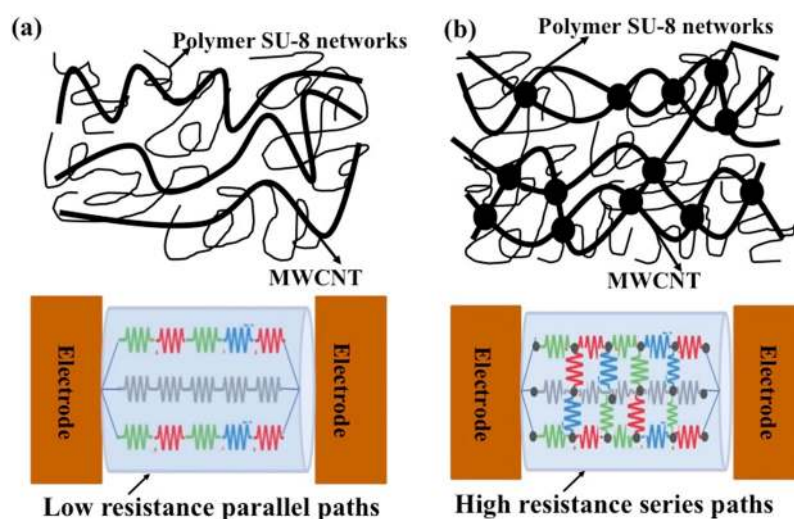 (a)
Polymer SU-8 networks
MWCNT
Electrode
Electrode
Low resistance parallel paths
(b)
Polymer SU-8 networks
MWCNT
Electrode
Electrode
High resistance series paths